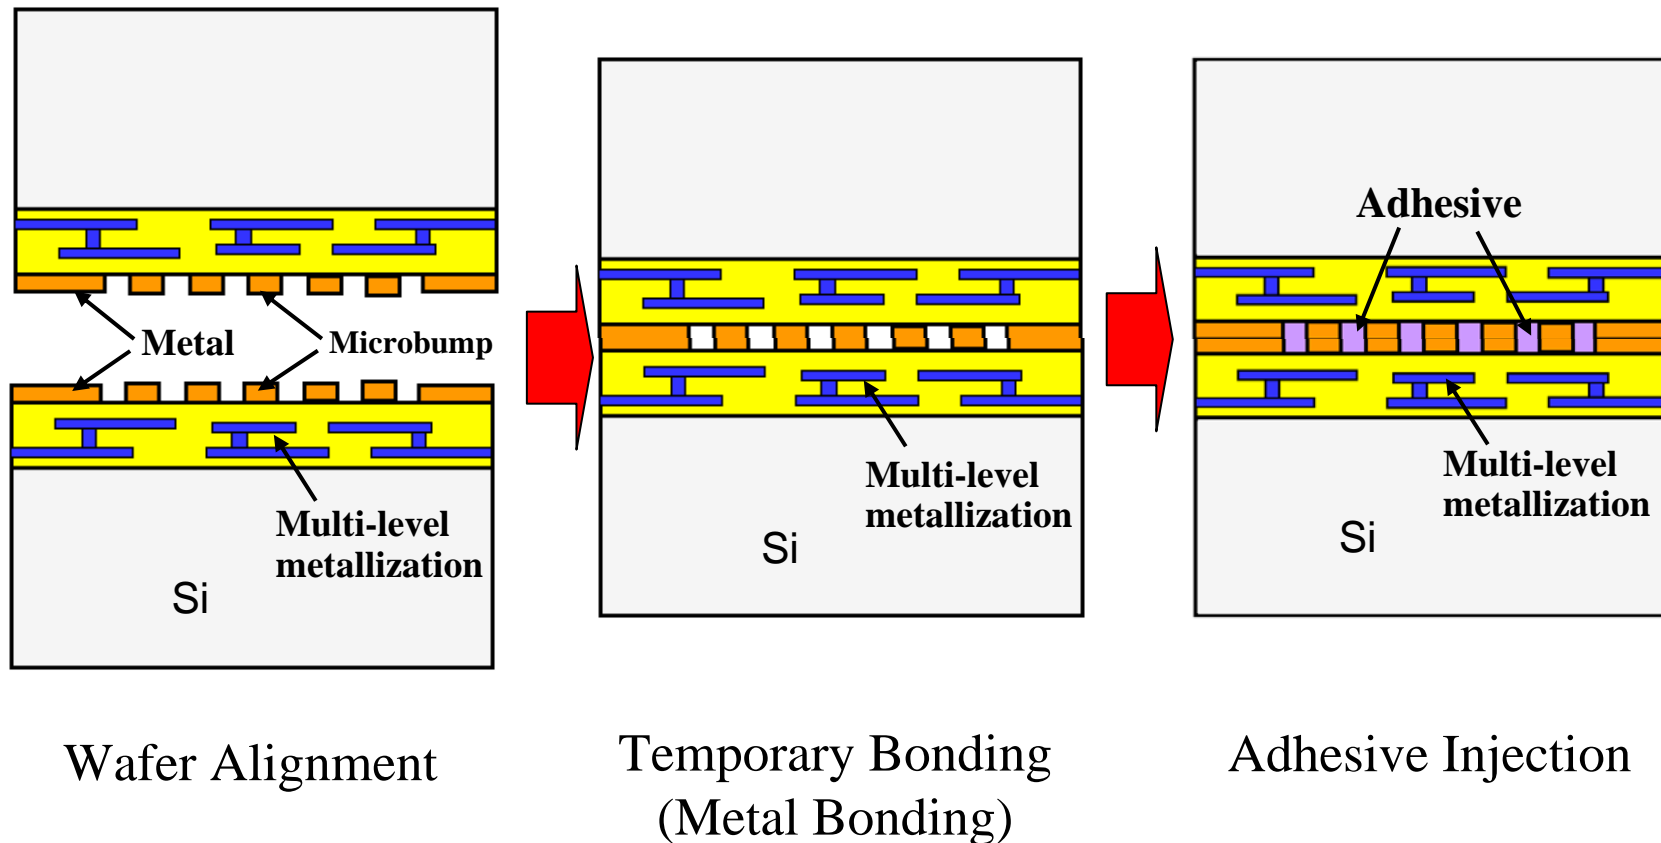 Metal
Microbump
Multi-level
metallization
Si
Wafer Alignment
Multi-level
metallization
Si
Temporary Bonding
(Metal Bonding)
Adhesive
Multi-level
metallization
Si
Adhesive Injection